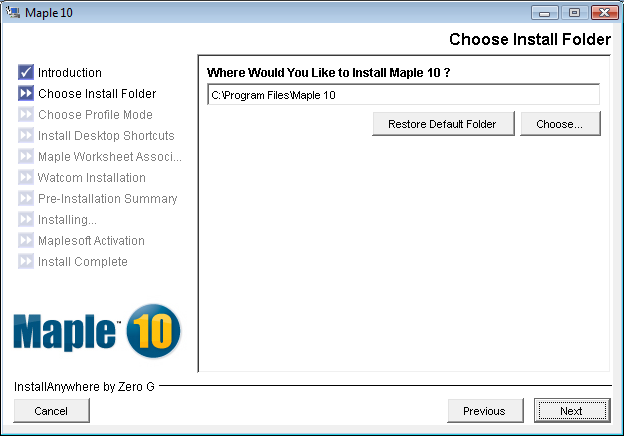 Maple 10
Choose Install Folder
Introduction
Choose Install Folder
Choose Profile Mode
Install Desktop Shortcuts
Maple Worksheet Associ...
Watcom Installation
Pre-Installation Summary
Installing...
Maplesoft Activation
Install Complete
Where Would You Like to Install Maple 10 ?
C:\Program Files\Maple 10
Restore Default Folder
Choose...
Maple™ 10
InstallAnywhere by Zero G
Cancel
Previous
Next